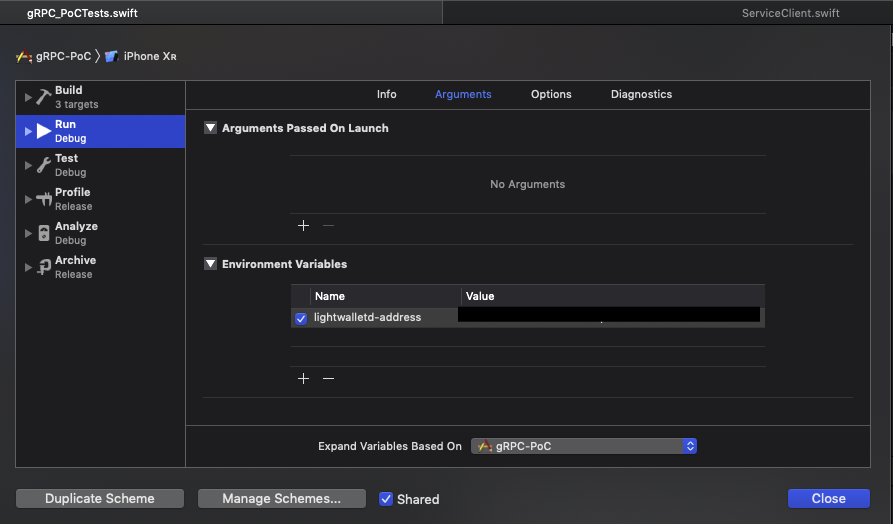 gRPC_PoCTests.swift
ServiceClient.swift
gRPC-PoC
iPhone XR
Build
3 targets
Run
Debug
Test
Debug
Profile
Release
Analyze
Debug
Archive
Release
Info Arguments Options Diagnostics
Arguments Passed On Launch
No Arguments
Environment Variables
Name Value
lightwalletd-address
Expand Variables Based On gRPC-PoC
Duplicate Scheme Manage Schemes... Shared Close